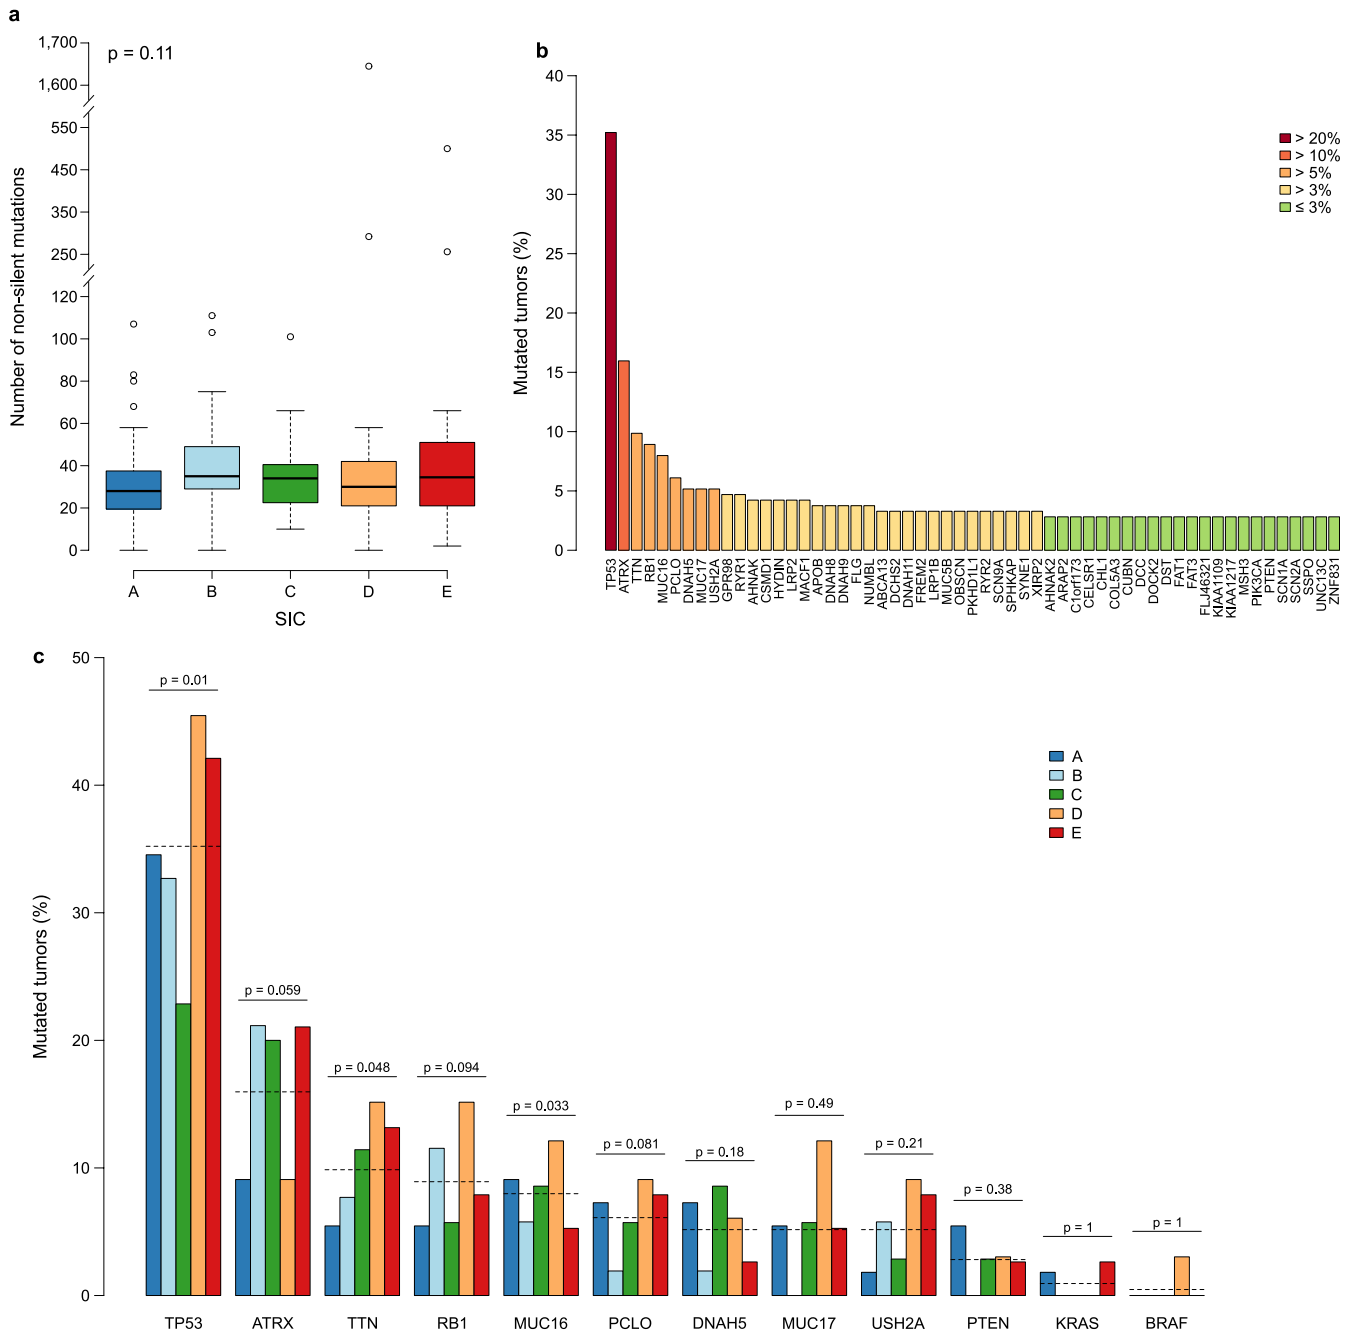 a
p = 0.11
1,700
1,600
550
450
350
250
120
100
80
60
40
20
0
Number of non-silent mutations
A B C D E
SIC
b
40
35
30
25
20
15
10
5
0
Mutated tumors (%)
> 20%
> 10%
> 5%
> 3%
≤ 3%
TP53
ATRX
TTN
RB1
MUC16
PCLO
DNAH5
MUC17
USH2A
GPR98
RYR1
AHNAK
CSMD1
HYDIN
LRP2
MACF1
APOB
DNAH8
DNAH9
FLG
NUMBL
ABCA13
DCHS2
DNAH11
FREM2
LRP1B
MUC5B
OBSCN
PKHD1L1
RYR2
SCN9A
SPHKAP
SYNE1
XIRP2
AHNAK2
ARAP2
C1orf173
CELSR1
CHL1
COL5A3
CUBN
DCC
DOCK2
DST
FAT1
FAT3
FLJ46321
KIAA1109
KIAA1217
MSH3
PIK3CA
PTEN
SCN1A
SCN2A
SSPO
UNC13C
ZNF831
c
50
40
30
20
10
0
Mutated tumors (%)
A
B
C
D
E
p = 0.01
p = 0.059
p = 0.048
p = 0.094
p = 0.033
p = 0.081
p = 0.18
p = 0.49
p = 0.21
p = 0.38
p = 1
p = 1
TP53 ATRX TTN RB1 MUC16 PCLO DNAH5 MUC17 USH2A PTEN KRAS BRAF